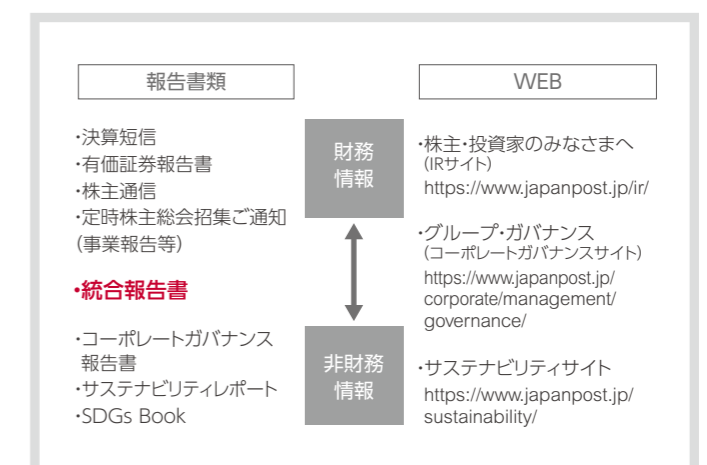 報告書類
・決算短信
・有価証券報告書
・株主通信
・定時株主総会招集ご通知
(事業報告等)
・統合報告書
・コーポレートガバナンス
報告書
・サステナビリティレポート
・SDGs Book
財務
情報
非財務
情報
WEB
・株主・投資家のみなさまへ
(IRサイト)
https://www.japanpost.jp/ir/
・グループ・ガバナンス
(コーポレートガバナンスサイト)
https://www.japanpost.jp/
corporate/management/
governance/
・サステナビリティサイト
https://www.japanpost.jp/
sustainability/